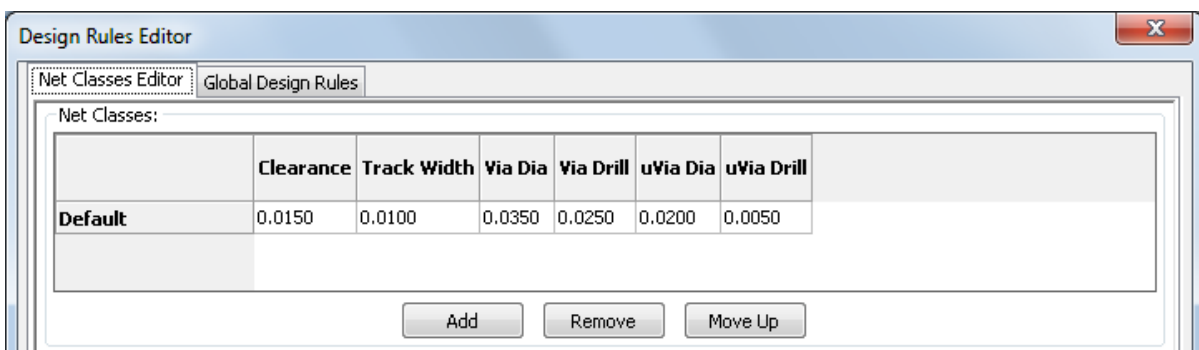 Design Rules Editor
Net Classes Editor Global Design Rules
Net Classes:
Clearance Track Width Via Dia Via Drill uVia Dia uVia Drill
Default 0.0150 0.0100 0.0350 0.0250 0.0200 0.0050
Add Remove Move Up